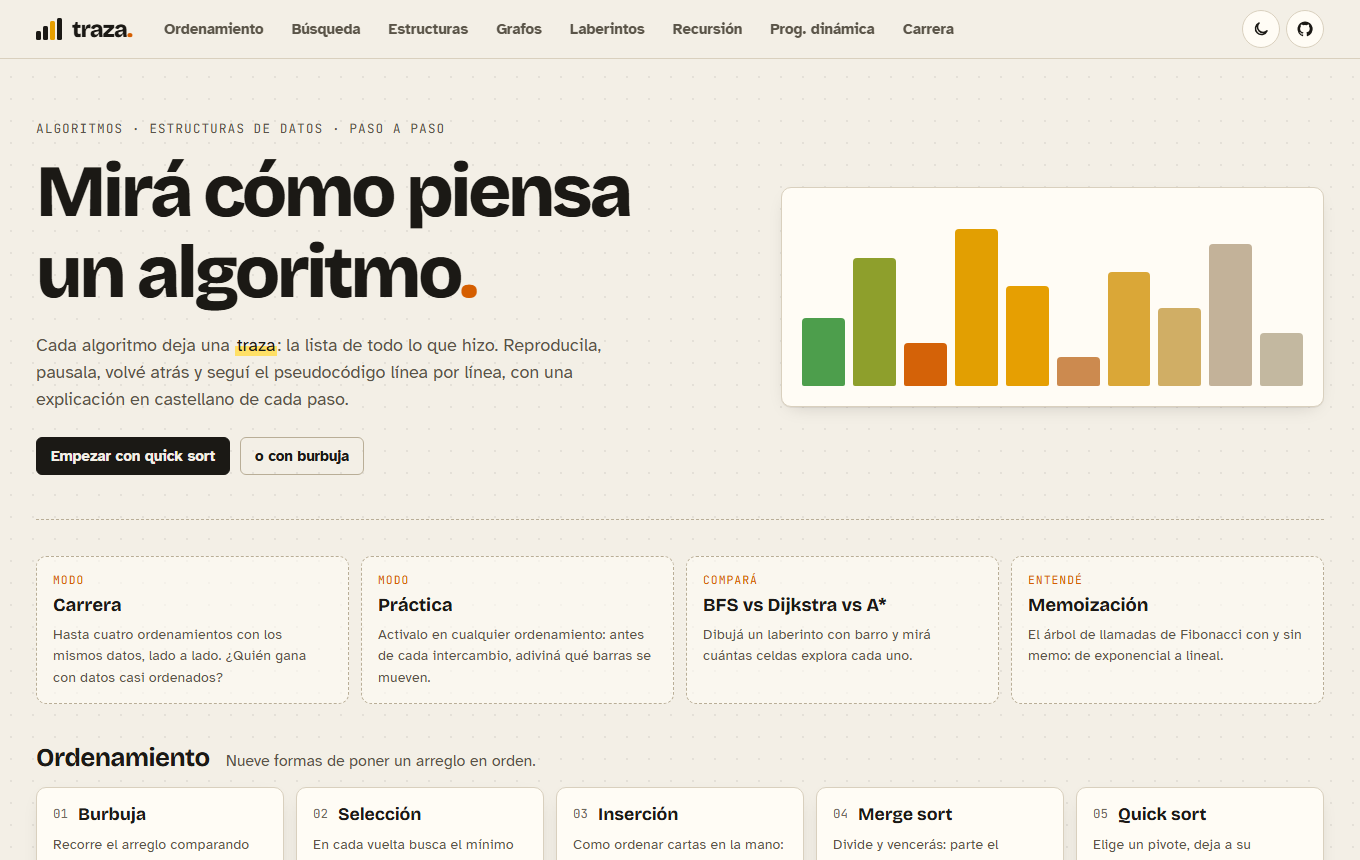 traza.
Ordenamiento Búsqueda Estructuras Grafos Laberintos Recursión Prog. dinámica Carrera
ALGORITMOS · ESTRUCTURAS DE DATOS · PASO A PASO
Mirá cómo piensa
un algoritmo.
Cada algoritmo deja una traza: la lista de todo lo que hizo. Reproducila,
pausala, volvé atrás y seguí el pseudocódigo línea por línea, con una
explicación en castellano de cada paso.
Empezar con quick sort
o con burbuja
MODO
Carrera
Hasta cuatro ordenamientos con los
mismos datos, lado a lado. ¿Quién gana
con datos casi ordenados?
MODO
Práctica
Activalo en cualquier ordenamiento: antes
de cada intercambio, adiviná qué barras se
mueven.
COMPARÁ
BFS vs Dijkstra vs A*
Dibujá un laberinto con barro y mirá
cuántas celdas explora cada uno.
ENTENDÉ
Memoización
El árbol de llamadas de Fibonacci con y sin
memo: de exponencial a lineal.
Ordenamiento Nueve formas de poner un arreglo en orden.
01 Burbuja
Recorre el arreglo comparando
02 Selección
En cada vuelta busca el mínimo
03 Inserción
Como ordenar cartas en la mano:
04 Merge sort
Divide y vencerás: parte el
05 Quick sort
Elige un pivote, deja a su